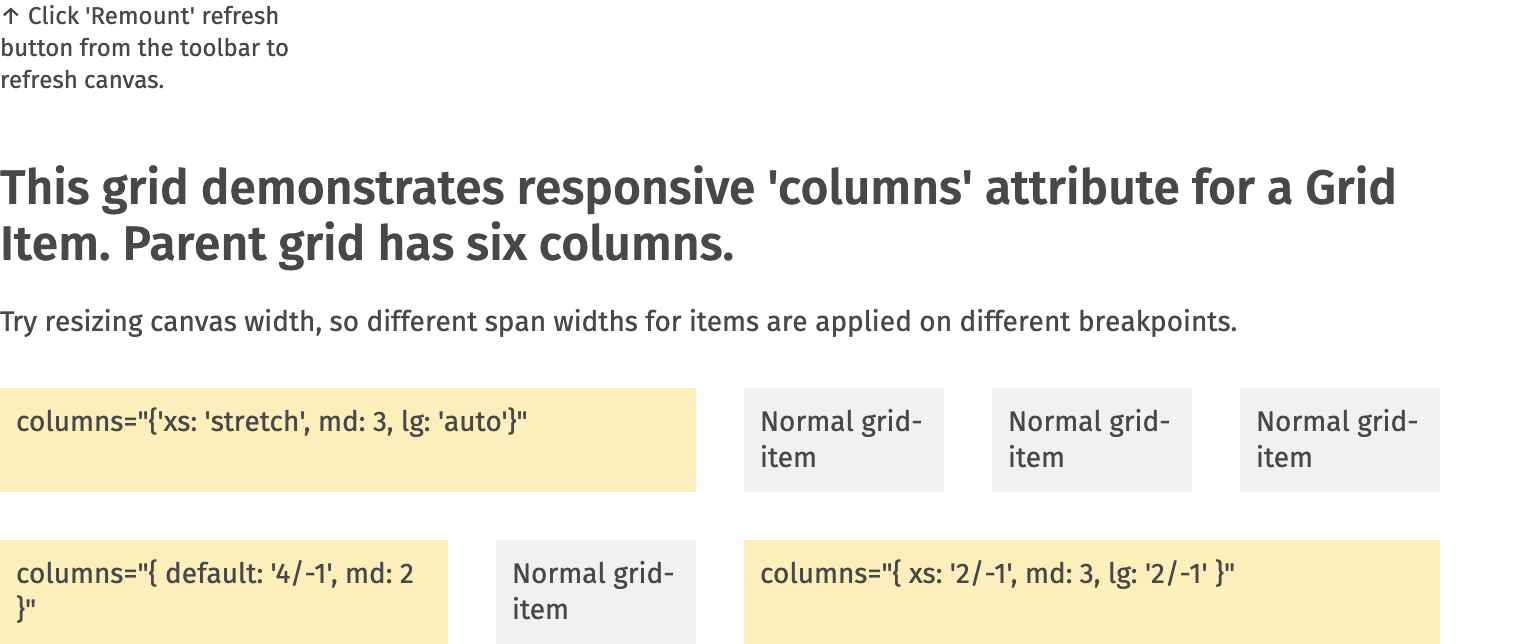 ↑ Click 'Remount' refresh
button from the toolbar to
refresh canvas.
This grid demonstrates responsive 'columns' attribute for a Grid
Item. Parent grid has six columns.
Try resizing canvas width, so different span widths for items are applied on different breakpoints.
columns="{'xs: 'stretch', md: 3, lg: 'auto'}"
Normal grid-
item
Normal grid-
item
Normal grid-
item
columns="{ default: '4/-1', md: 2
}"
Normal grid-
item
columns="{ xs: '2/-1', md: 3, lg: '2/-1' }"